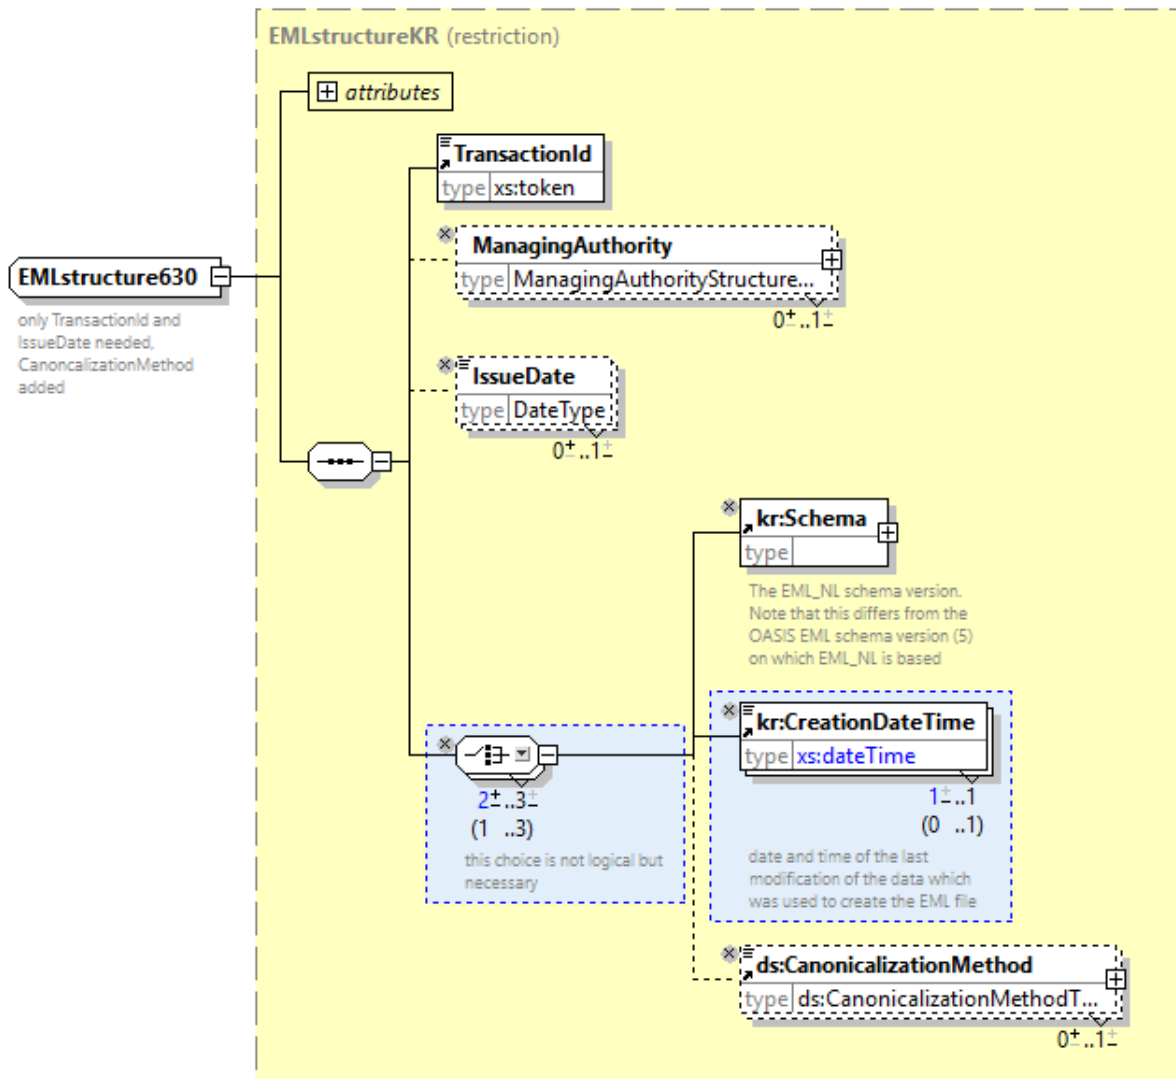 EMLstructureKR (restriction)
attributes
TransactionId
type xs:token
ManagingAuthority
type ManagingAuthorityStructure...
0± ..1±
EMLstructure630
only TransactionId and
IssueDate needed,
CanoncalizationMethod
added
IssueDate
type DateType
0± ..1±
kr:Schema
type
The EML_NL schema version.
Note that this differs from the
OASIS EML schema version (5)
on which EML_NL is based
kr:CreationDateTime
type xs:dateTime
1± ..1
(0 ..1)
date and time of the last
modification of the data which
was used to create the EML file
2± ..3±
(1 ..3)
this choice is not logical but
necessary
ds:CanonicalizationMethod
type ds:CanonicalizationMethodT...
0± ..1±